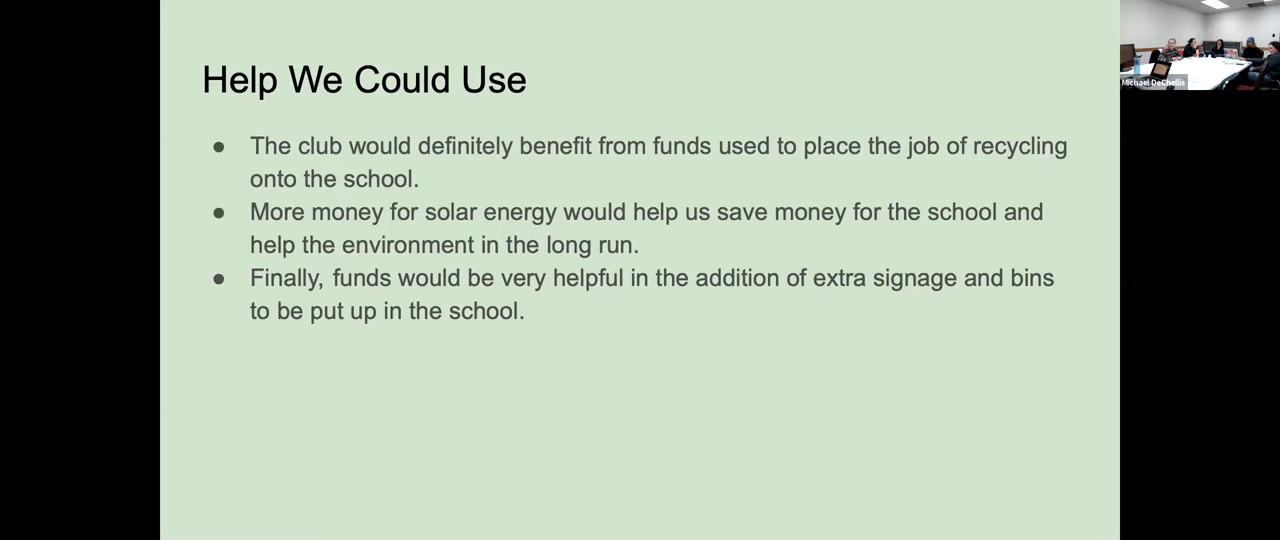 Help We Could Use
● The club would definitely benefit from funds used to place the job of recycling
onto the school.
● More money for solar energy would help us save money for the school and
help the environment in the long run.
● Finally, funds would be very helpful in the addition of extra signage and bins
to be put up in the school.
Michael DeChellis